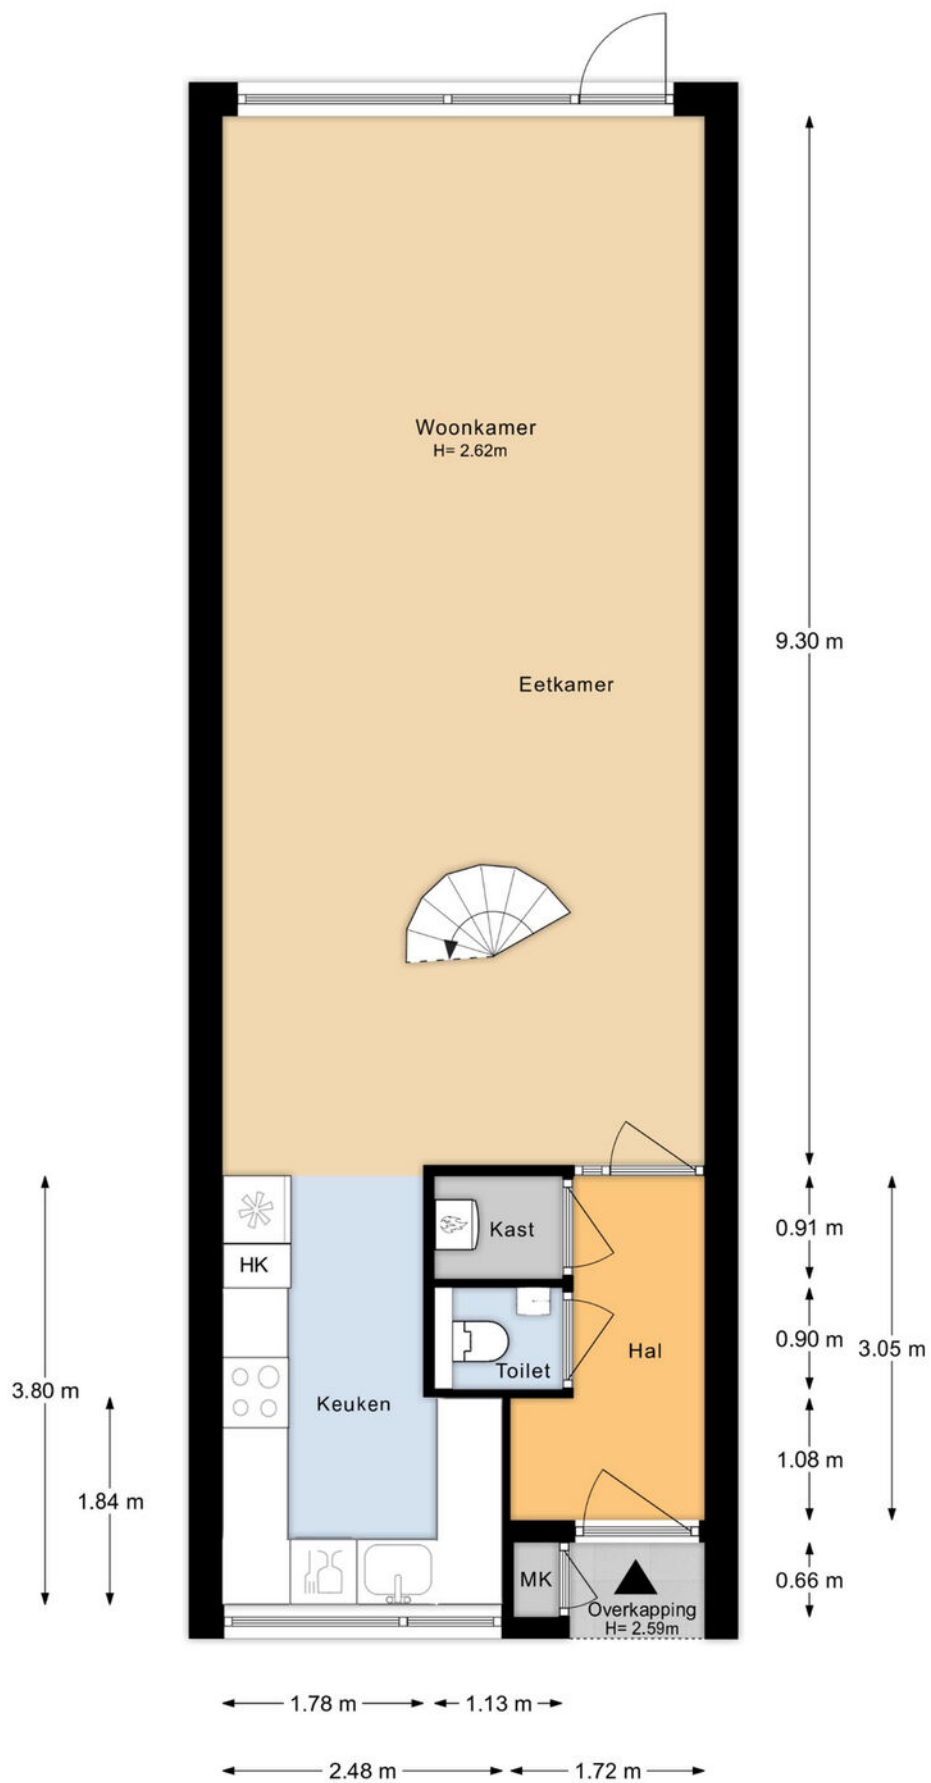 Woonkamer
H= 2.62m
9.30 m
Eetkamer
HK
Kast
0.91 m
Toilet
Hal
0.90 m
3.05 m
3.80 m
Keuken
1.84 m
1.08 m
MK
Overkapping
H= 2.59m
0.66 m
1.78 m
1.13 m
2.48 m
1.72 m